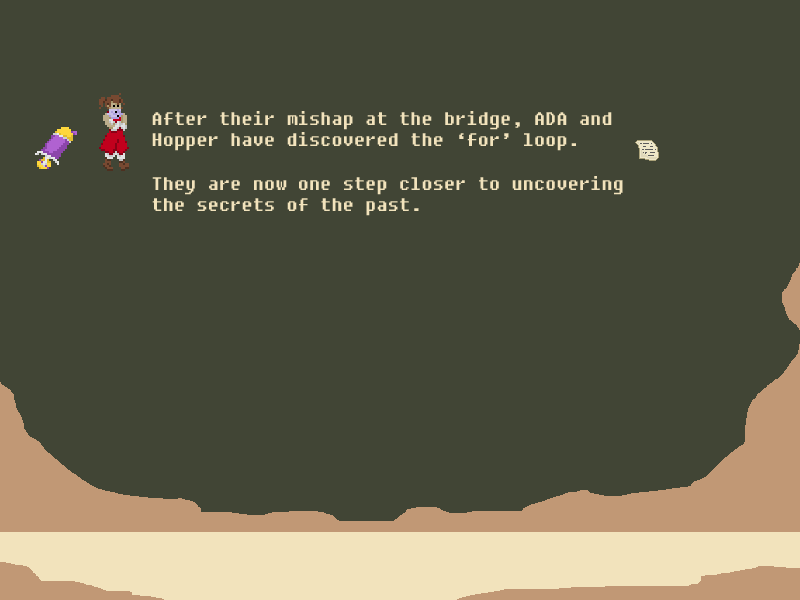 After their mishap at the bridge, ADA and
Hopper have discovered the ‘for’ loop.
They are now one step closer to uncovering
the secrets of the past.